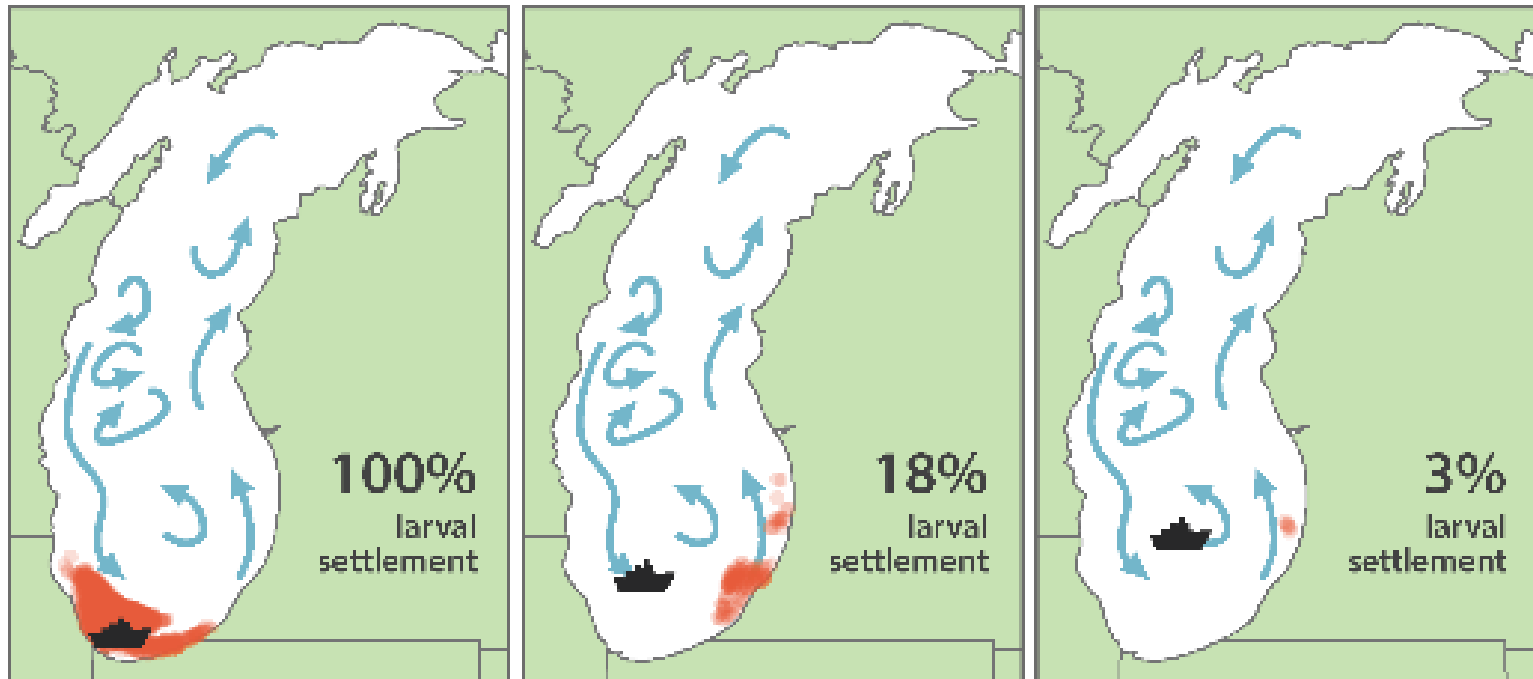 100%
larval
settlement
18%
larval
settlement
3%
larval
settlement